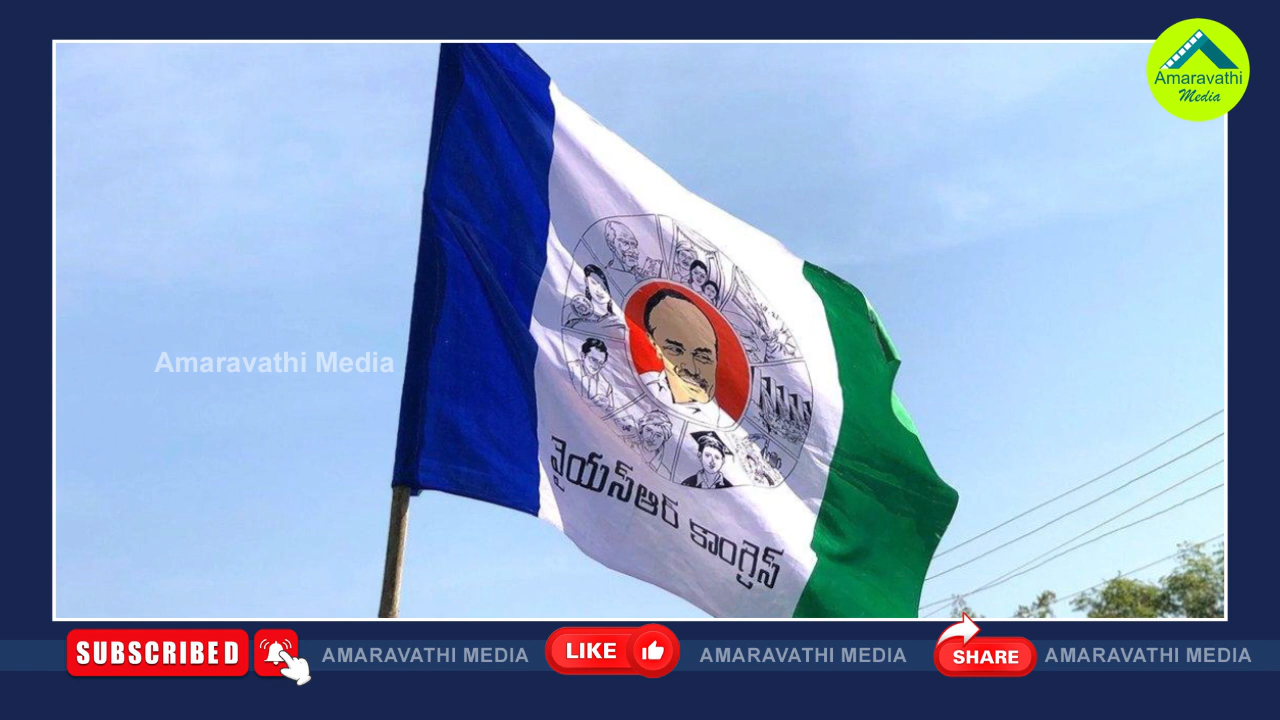 Amaravathi
Media
Amaravathi Media
వైయస్ఆర్ కాంగ్రెస్
SUBSCRIBED
AMARAVATHI MEDIA
LIKE
AMARAVATHI MEDIA
SHARE
AMARAVATHI MEDIA